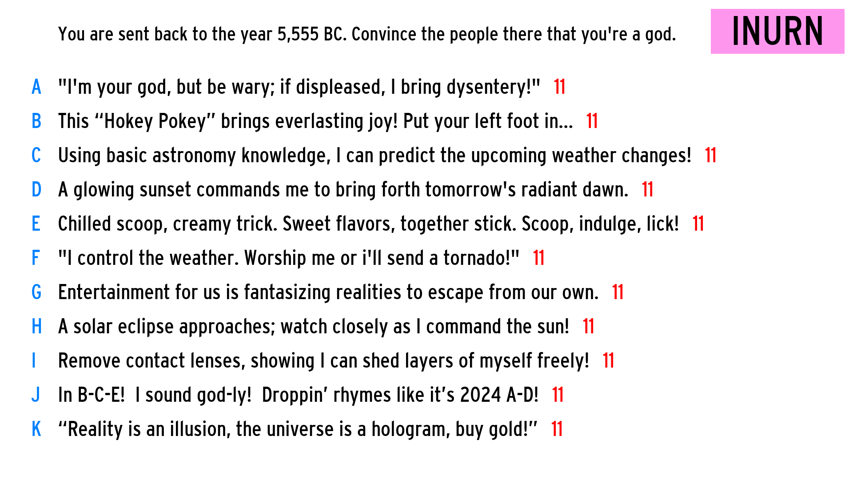 You are sent back to the year 5,555 BC. Convince the people there that you're a god.
INURN
A "I'm your god, but be wary; if displeased, I bring dysentery!" 11
B This “Hokey Pokey” brings everlasting joy! Put your left foot in... 11
C Using basic astronomy knowledge, I can predict the upcoming weather changes! 11
D A glowing sunset commands me to bring forth tomorrow's radiant dawn. 11
E Chilled scoop, creamy trick. Sweet flavors, together stick. Scoop, indulge, lick! 11
F "I control the weather. Worship me or i'll send a tornado!" 11
G Entertainment for us is fantasizing realities to escape from our own. 11
H A solar eclipse approaches; watch closely as I command the sun! 11
I Remove contact lenses, showing I can shed layers of myself freely! 11
J In B-C-E! I sound god-ly! Droppin’ rhymes like it’s 2024 A-D! 11
K “Reality is an illusion, the universe is a hologram, buy gold!” 11